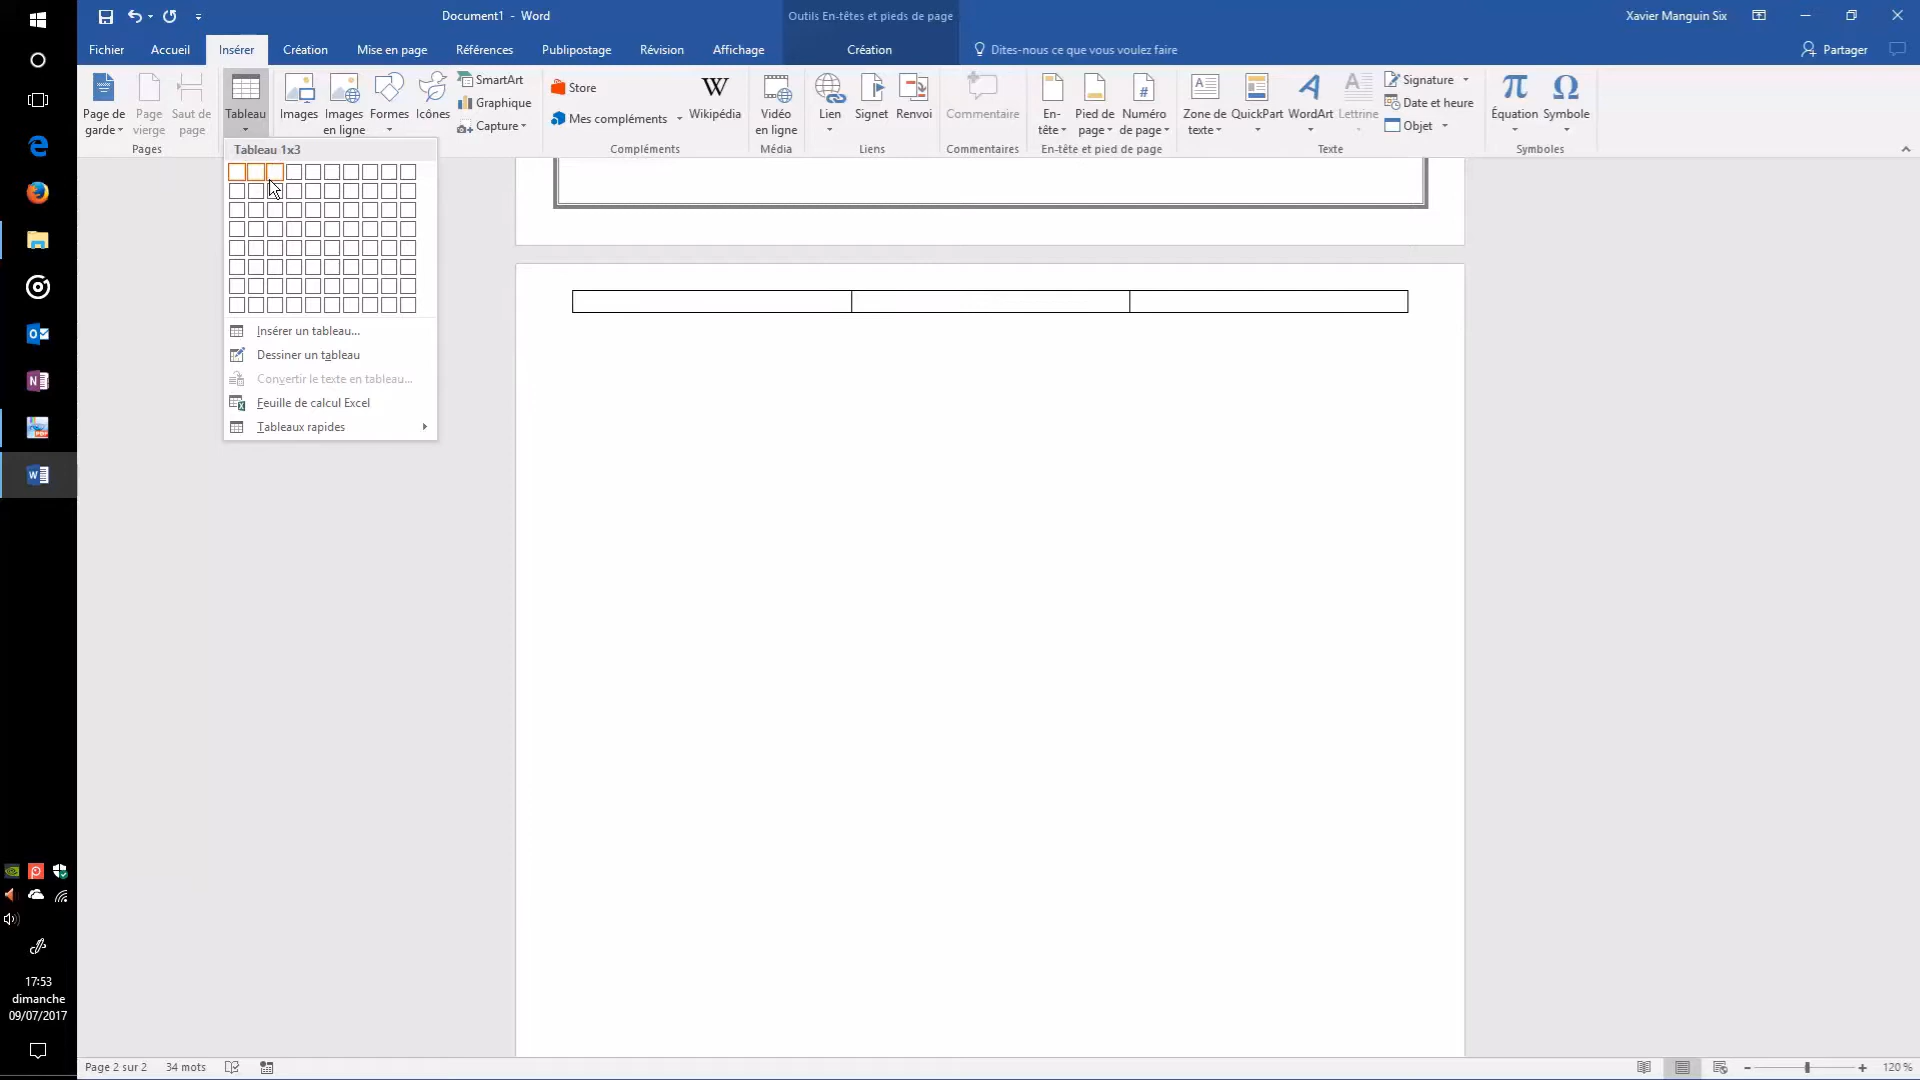 Document1 - Word
Outils En-têtes et pieds de page
Xavier Manguin Six
Fichier
Accueil
Insérer
Création
Mise en page
Références
Publipostage
Révision
Affichage
Création
Dites-nous ce que vous voulez faire
Partager
Page de garde
Page vierge
Saut de page
Tableau
Images
Images en ligne
Formes
Icônes
SmartArt
Graphique
Capture
Store
Mes compléments
W
Wikipédia
Vidéo en ligne
Lien
Signet
Renvoi
Commentaire
En-tête
Pied de page
Numéro de page
Zone de texte
QuickPart
WordArt
Lettrine
Signature
Date et heure
Objet
π
Équation
Ω
Symbole
Pages
Compléments
Média
Liens
Commentaires
En-tête et pied de page
Texte
Symboles
Tableau 1x3
Insérer un tableau...
Dessiner un tableau
Convertir le texte en tableau...
Feuille de calcul Excel
Tableaux rapides
17:53
dimanche
09/07/2017
Page 2 sur 2
34 mots
120 %